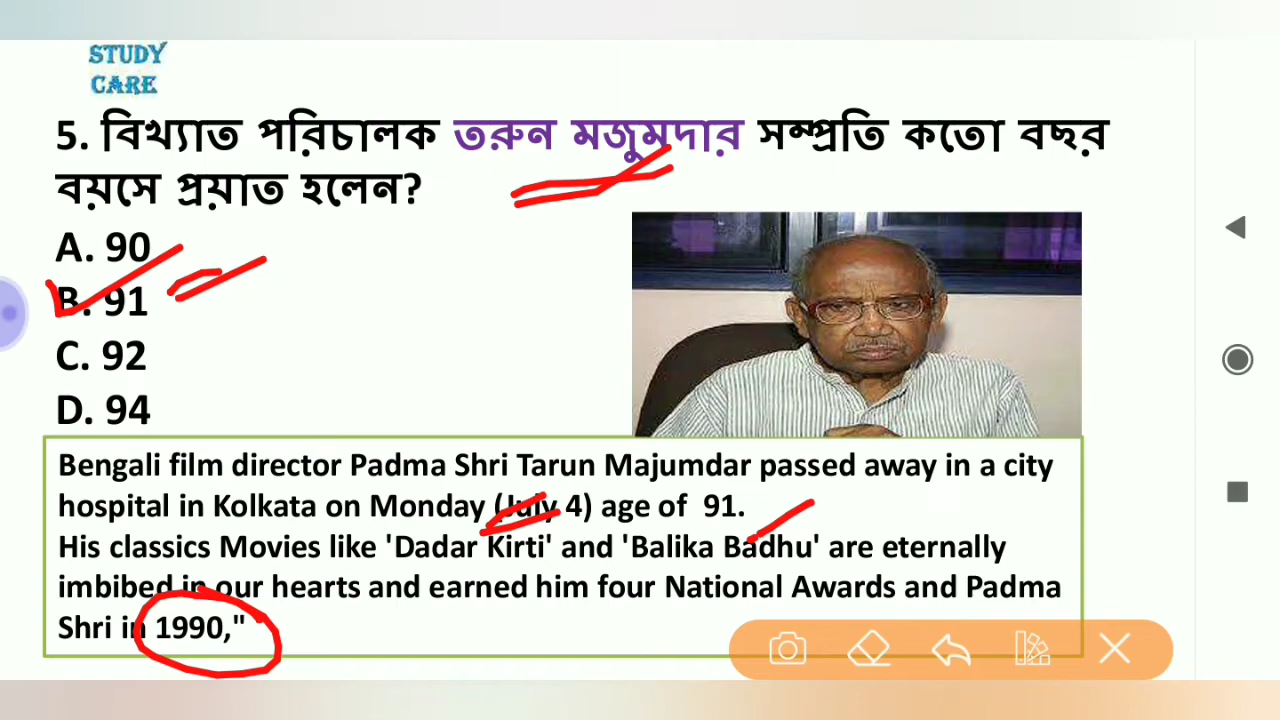 STUDY
CARE
5. বিখ্যাত পরিচালক তরুন মজুমদার সম্প্রতি কতো বছর
বয়সে প্রয়াত হলেন?
A. 90
B. 91
C. 92
D. 94
Bengali film director Padma Shri Tarun Majumdar passed away in a city
hospital in Kolkata on Monday (July 4) age of 91.
His classics Movies like 'Dadar Kirti' and 'Balika Badhu' are eternally
imbibed in our hearts and earned him four National Awards and Padma
Shri in 1990,"